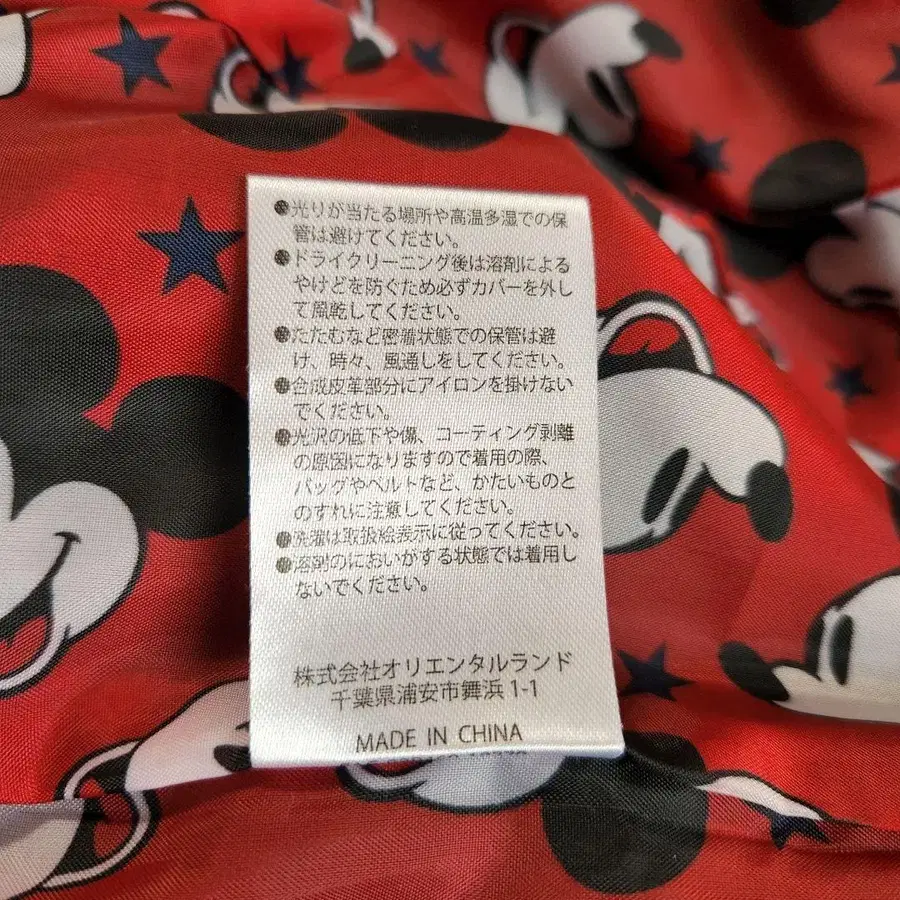 ●光りが当たる場所や高温多湿での保
管は避けてください。
●ドライクリーニング後は溶剤による
やけどを防ぐため必ずカバーを外し
て風乾してください。
●たたむなど密着状態での保管は避
け、時々、風通しをしてください。
●合成皮革部分にアイロンを掛けない
でください。
●光沢の低下や傷、コーティング剥離
の原因になりますので着用の際、
バッグやベルトなど、かたいものと
のすれに注意してください。
●洗濯は取扱絵表示に従ってください。
●溶剤のにおいがする状態では着用し
ないでください。
株式会社オリエンタルランド
千葉県浦安市舞浜 1-1
MADE IN CHINA